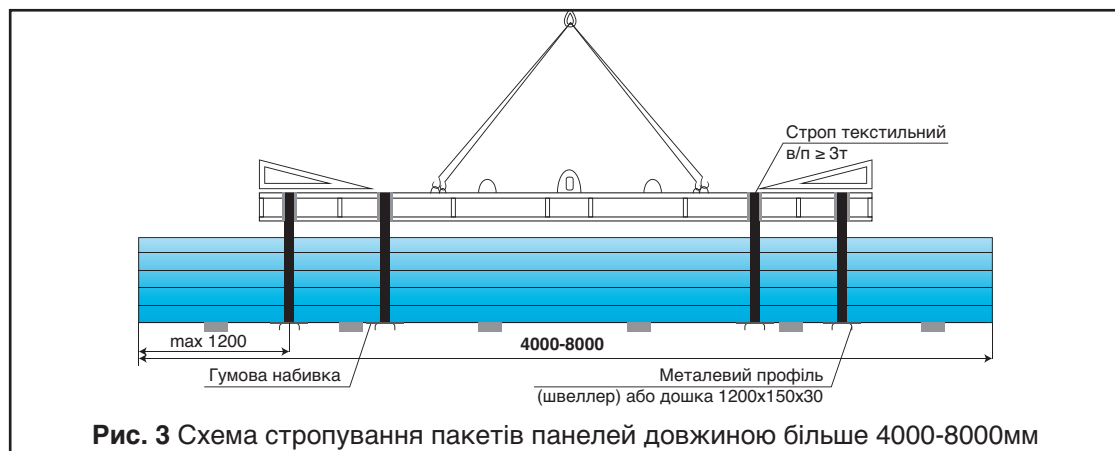 Строп текстильний
в/п ≥ 3т
max 1200
4000-8000
Гумова набивка
Металевий профіль
(швеллер) або дошка 1200х150х30
Рис. 3 Схема стропування пакетів панелей довжиною більше 4000-8000мм